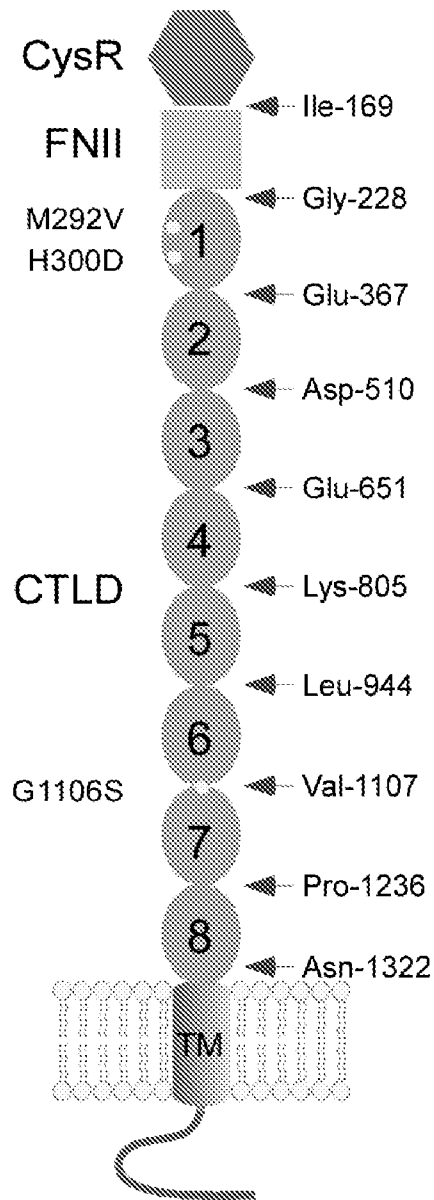 CysR
Ile-169
FNII
Gly-228
M292V
1
H300D
Glu-367
2
Asp-510
3
Glu-651
4
CTLD
Lys-805
5
Leu-944
6
G1106S
Val-1107
7
Pro-1236
8
Asn-1322
TM